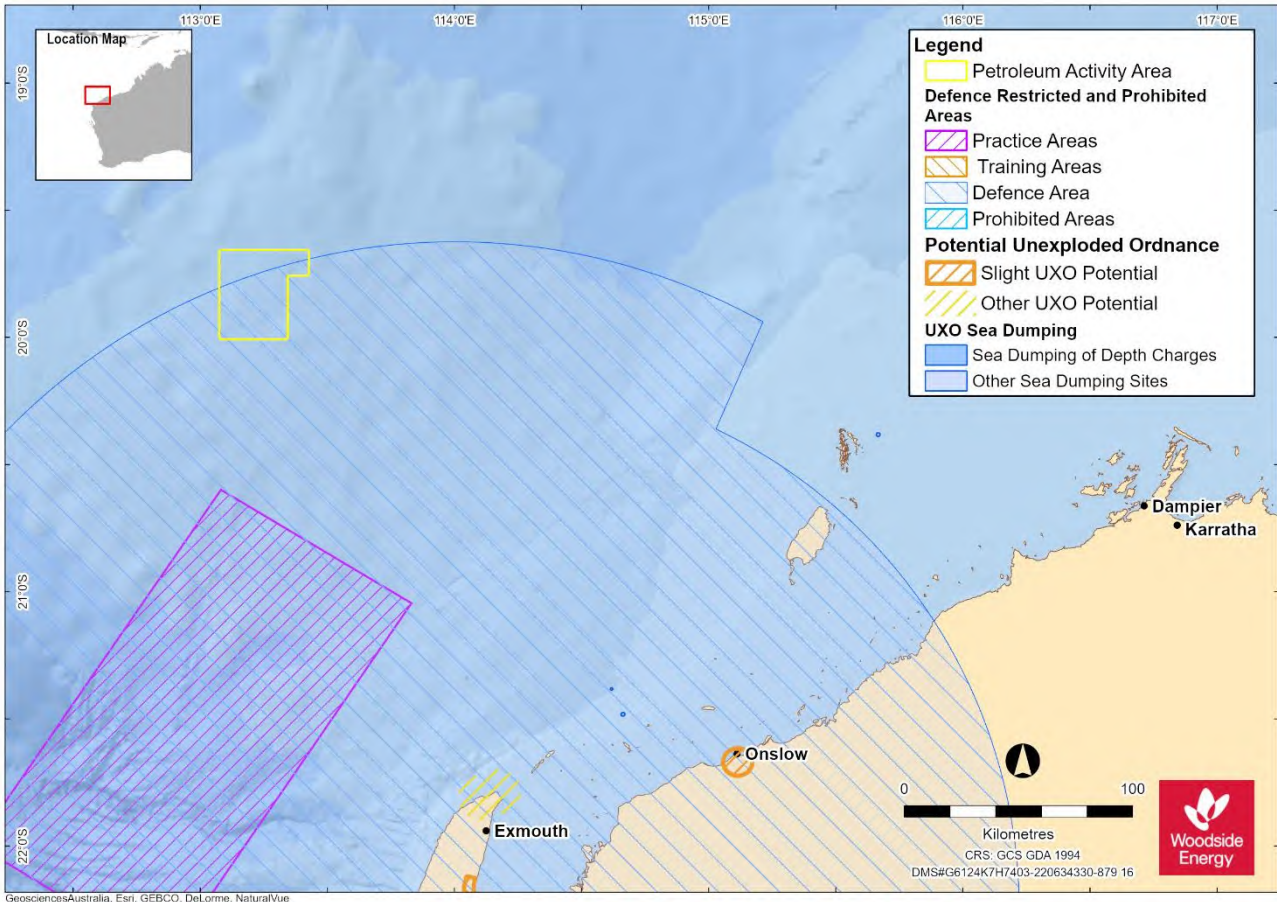 113°0'E
114°0'E
115°0'E
116°0'E
117°0'E
Location Map
19°0'S
20°0'S
21°0'S
22°0'S
Legend
Petroleum Activity Area
Defence Restricted and Prohibited
Areas
Practice Areas
Training Areas
Defence Area
Prohibited Areas
Potential Unexploded Ordnance
Slight UXO Potential
Other UXO Potential
UXO Sea Dumping
Sea Dumping of Depth Charges
Other Sea Dumping Sites
Dampier
Karratha
Onslow
Exmouth
0 100
Kilometres
CRS: GCS GDA 1994
DMS#G6124K7H7403-220634330-879 16
Woodside
Energy
GeosciencesAustralia, Esri, GEBCO, DeLorme, NaturalVue